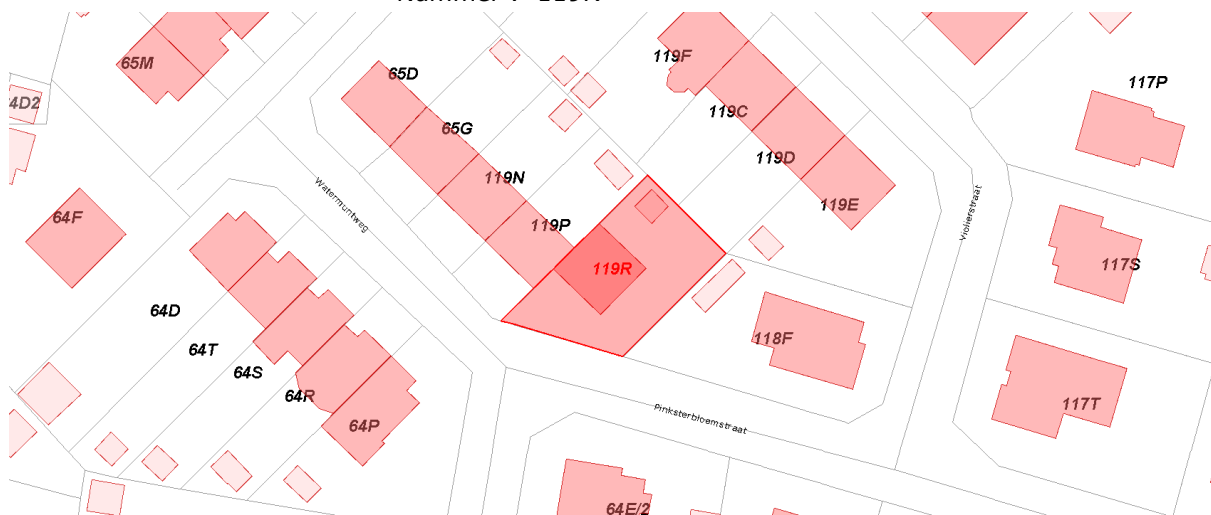 65M
65D
119F
117P
4D2
119C
65G
119D
119N
Watermuntweg
119E
Violierstraat
64F
119P
119R
117S
64D
118F
64T
64S
64R
117T
Pinksterbloemstraat
64P
64E/2